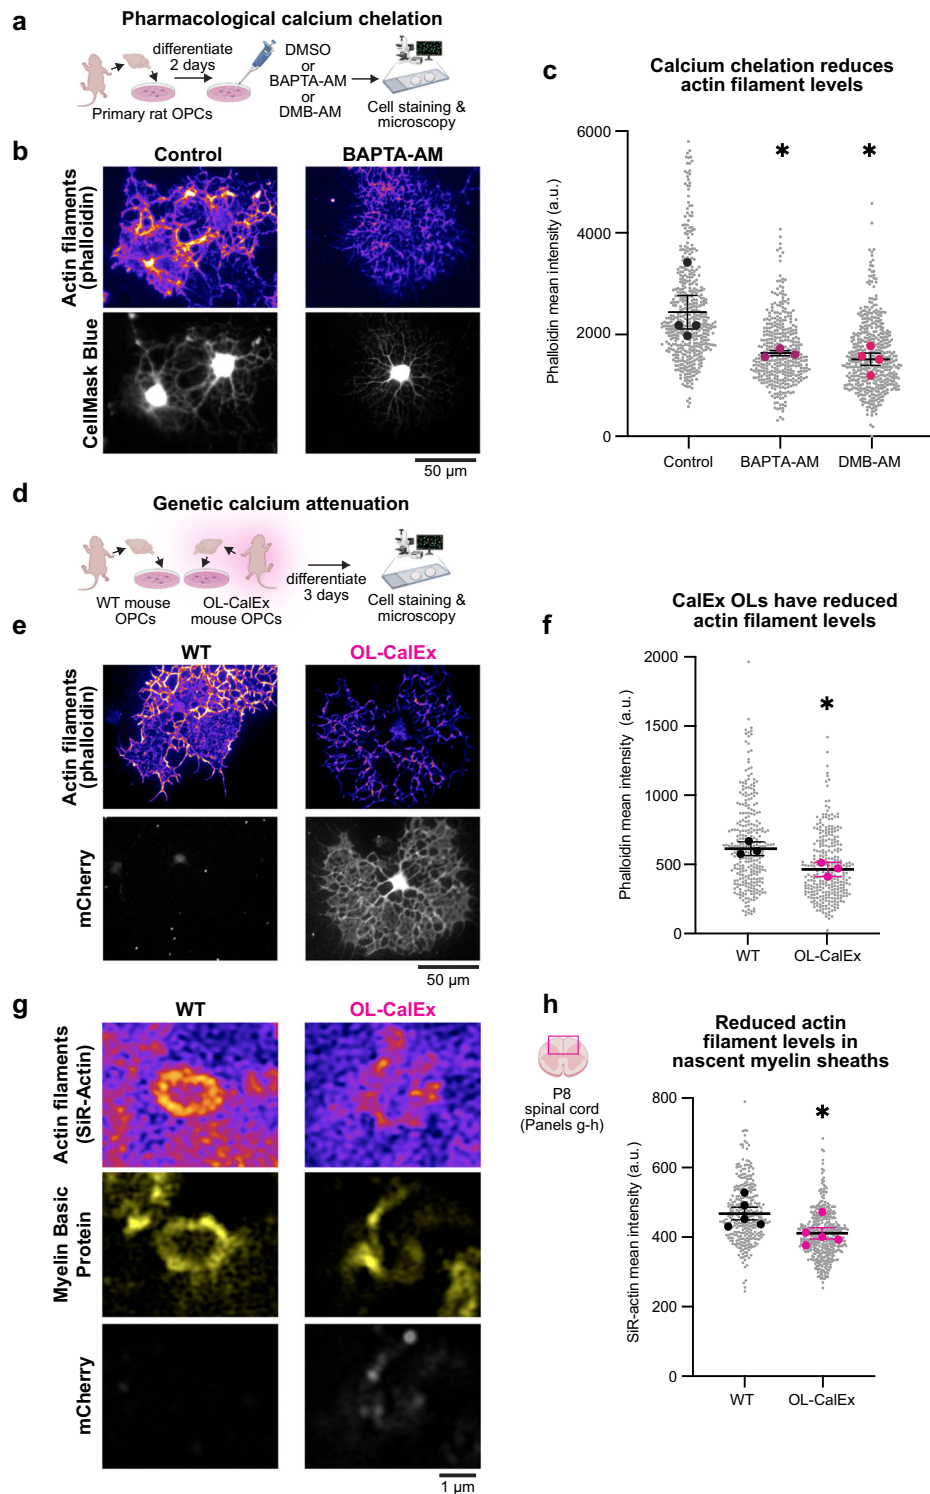 a
Pharmacological calcium chelation
differentiate
2 days
DMSO
or
BAPTA-AM
or
DMB-AM
Primary rat OPCs
Cell staining &
microscopy
b
Control
BAPTA-AM
Actin filaments
(phalloidin)
CellMask Blue
50 µm
c
Calcium chelation reduces
actin filament levels
Phalloidin mean intensity (a.u.)
6000
4000
2000
0
*
*
Control
BAPTA-AM
DMB-AM
d
Genetic calcium attenuation
WT mouse
OPCs
OL-CalEx
mouse OPCs
differentiate
3 days
Cell staining &
microscopy
e
WT
OL-CalEx
Actin filaments
(phalloidin)
mCherry
50 µm
f
CalEx OLs have reduced
actin filament levels
Phalloidin mean intensity (a.u.)
2000
1500
1000
500
0
*
WT
OL-CalEx
g
WT
OL-CalEx
Actin filaments
(SiR-Actin)
Myelin Basic
Protein
mCherry
1 µm
h
P8
spinal cord
(Panels g-h)
Reduced actin
filament levels in
nascent myelin sheaths
SiR-actin mean intensity (a.u.)
800
600
400
200
0
*
WT
OL-CalEx